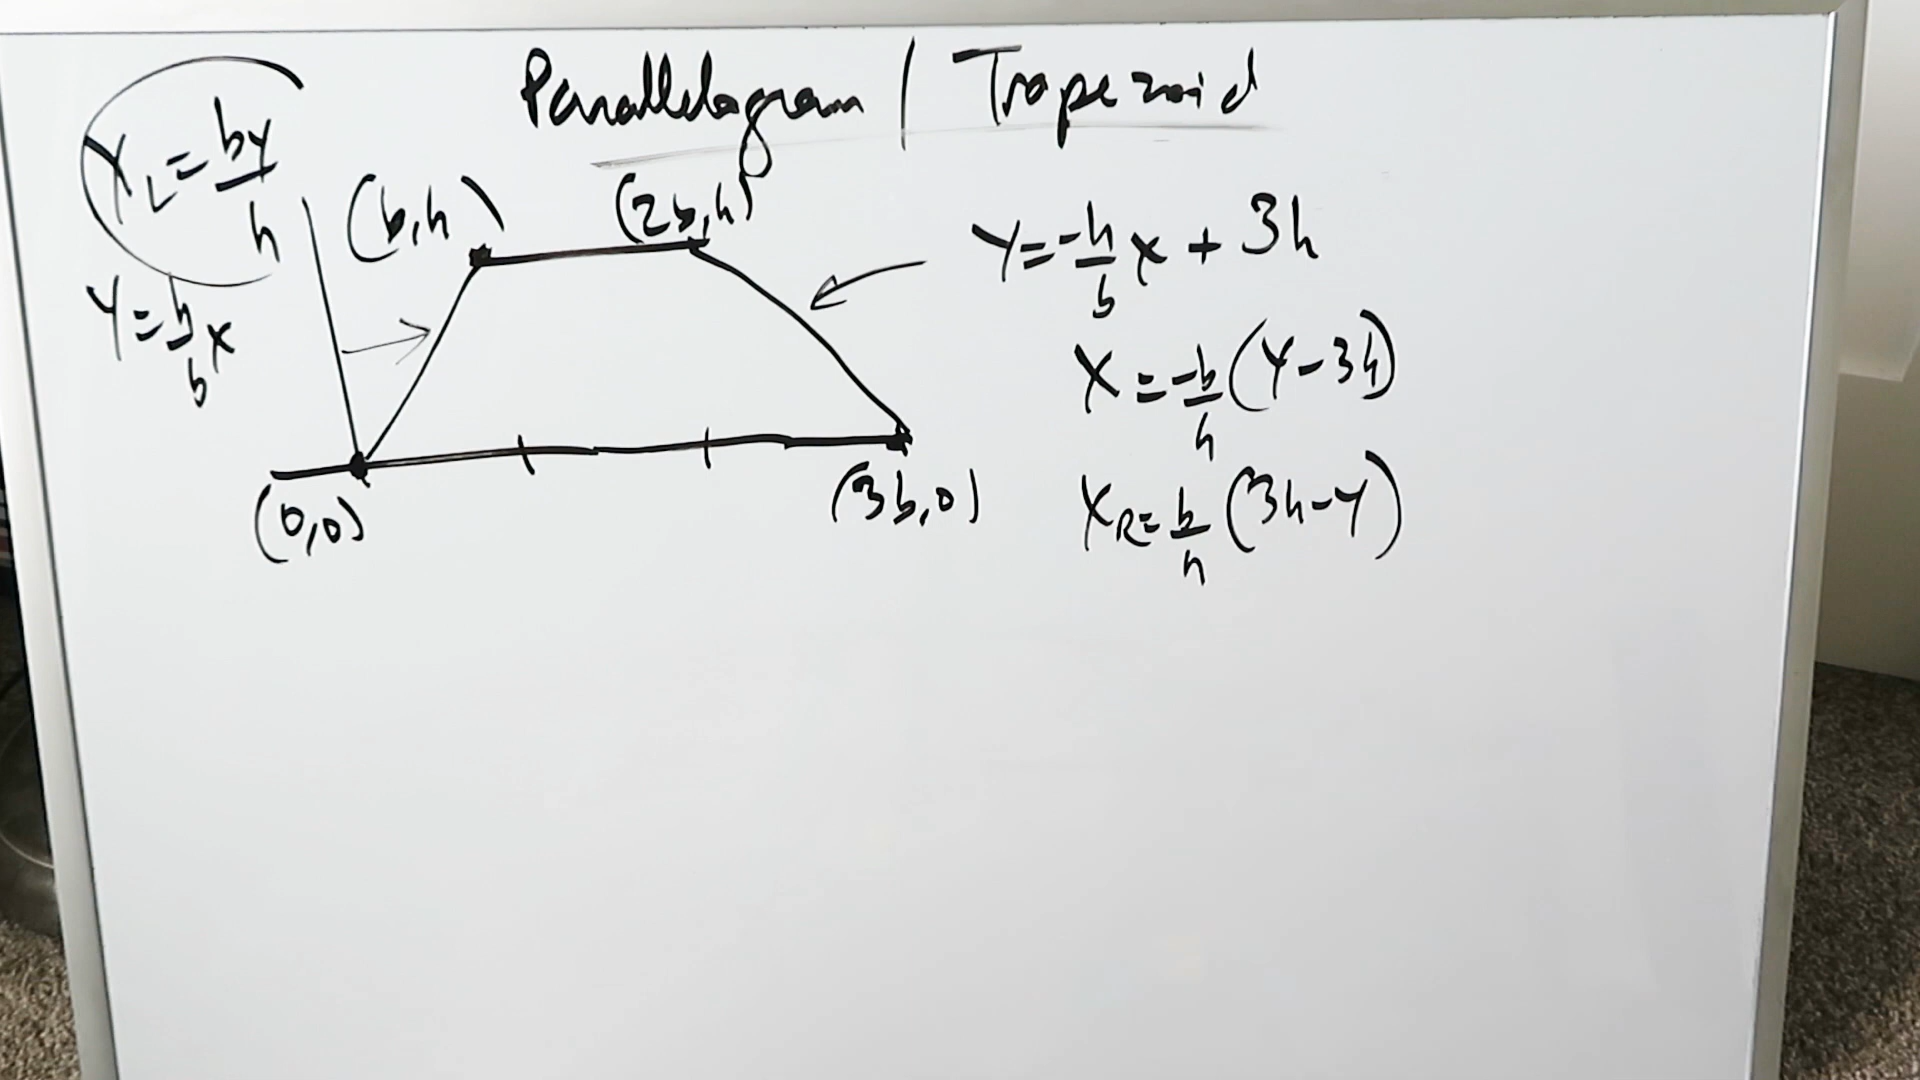 Parallelogram / Trapezoid
X_L = by/h
Y = h/b x
(b,h)
(2b,h)
(0,0)
(3b,0)
Y = -h/b x + 3h
X = -b/h (Y - 3h)
X_R = b/h (3h - Y)